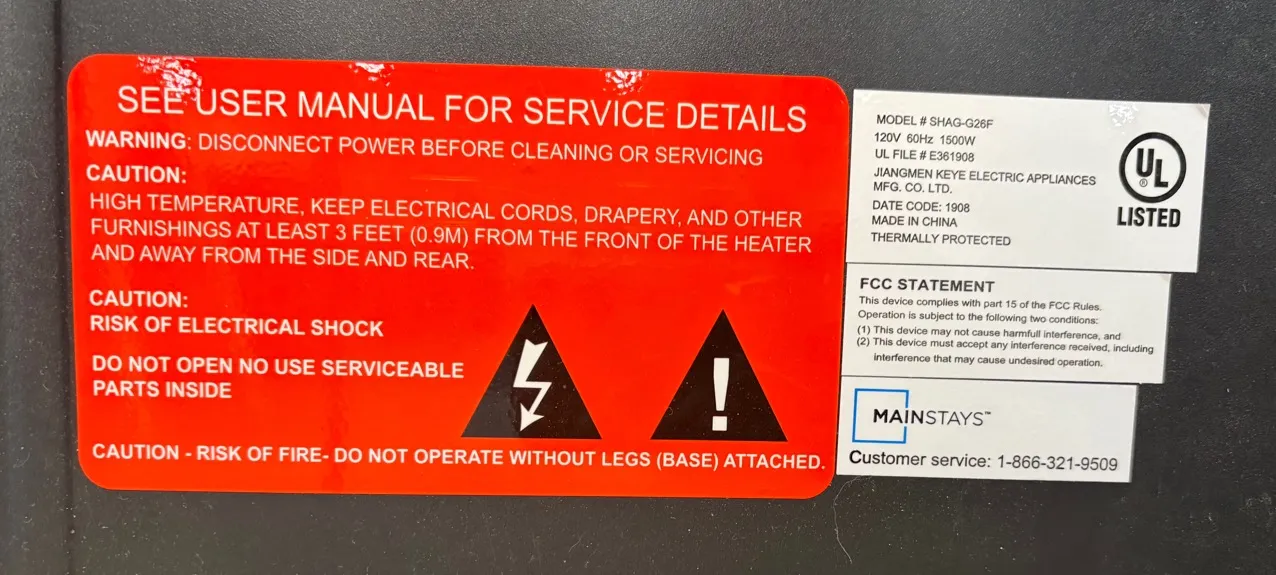 SEE USER MANUAL FOR SERVICE DETAILS
WARNING: DISCONNECT POWER BEFORE CLEANING OR SERVICING
CAUTION:
HIGH TEMPERATURE, KEEP ELECTRICAL CORDS, DRAPERY, AND OTHER
FURNISHINGS AT LEAST 3 FEET (0.9M) FROM THE FRONT OF THE HEATER
AND AWAY FROM THE SIDE AND REAR.
CAUTION:
RISK OF ELECTRICAL SHOCK
DO NOT OPEN NO USE SERVICEABLE
PARTS INSIDE
!
CAUTION - RISK OF FIRE- DO NOT OPERATE WITHOUT LEGS (BASE) ATTACHED.
MODEL # SHAG-G26F
120V 60Hz 1500W
UL FILE # E361908
JIANGMEN KEYE ELECTRIC APPLIANCES
MFG. CO. LTD.
DATE CODE: 1908
MADE IN CHINA
THERMALLY PROTECTED
UL
®
LISTED
FCC STATEMENT
This device complies with part 15 of the FCC Rules.
Operation is subject to the following two conditions:
(1) This device may not cause harmfull interference, and
(2) This device must accept any interference received, including
interference that may cause undesired operation.
MAINSTAYS™
Customer service: 1-866-321-9509